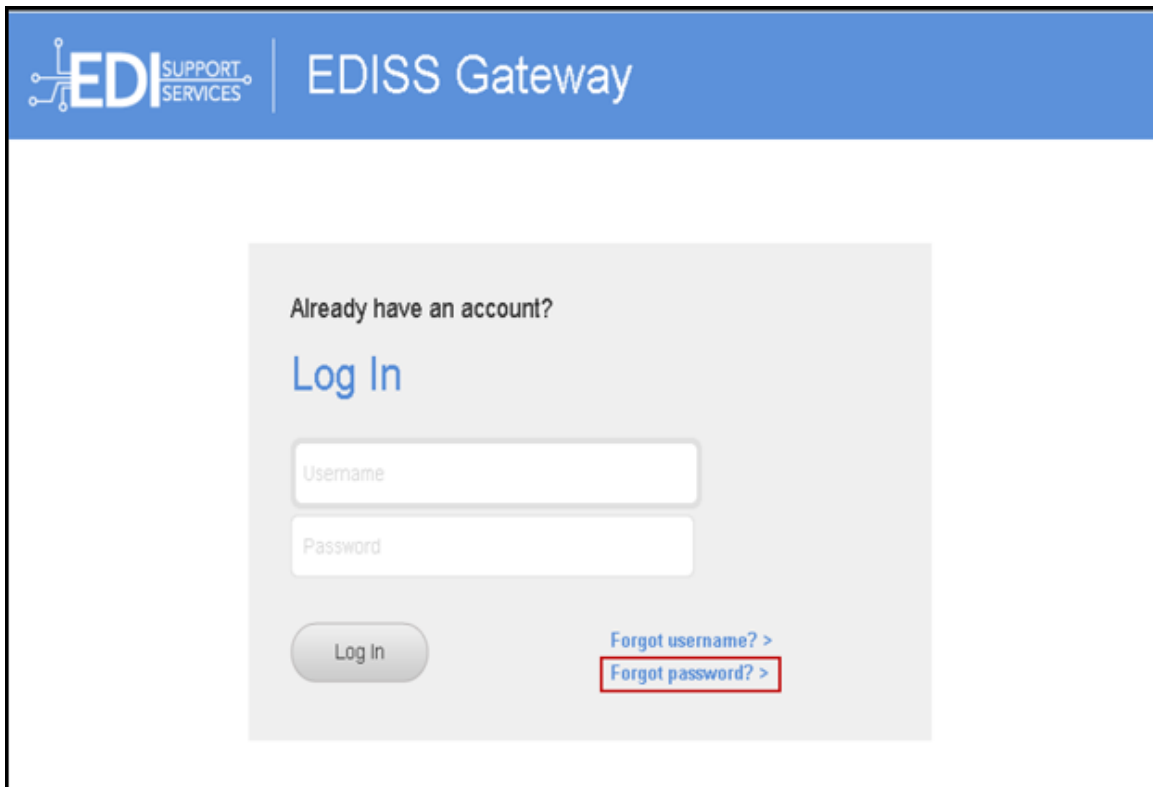 EDI SUPPORT SERVICES
EDISS Gateway
Already have an account?
Log In
Username
Password
Log In
Forgot username? >
Forgot password? >